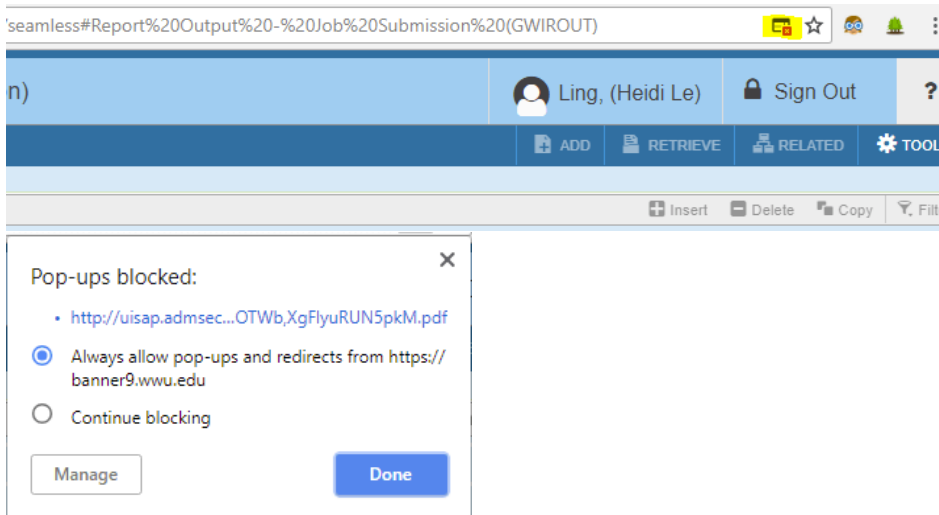 /seamless#Report%20Output%20-%20Job%20Submission%20(GWIROUT)
n)
Ling, (Heidi Le)
Sign Out
?
ADD
RETRIEVE
RELATED
TOOL
Insert
Delete
Copy
Filt
Pop-ups blocked:
http://uisap.admsec...OTWb,XgFlyuRUN5pkM.pdf
Always allow pop-ups and redirects from https://
banner9.wwu.edu
Continue blocking
Manage
Done